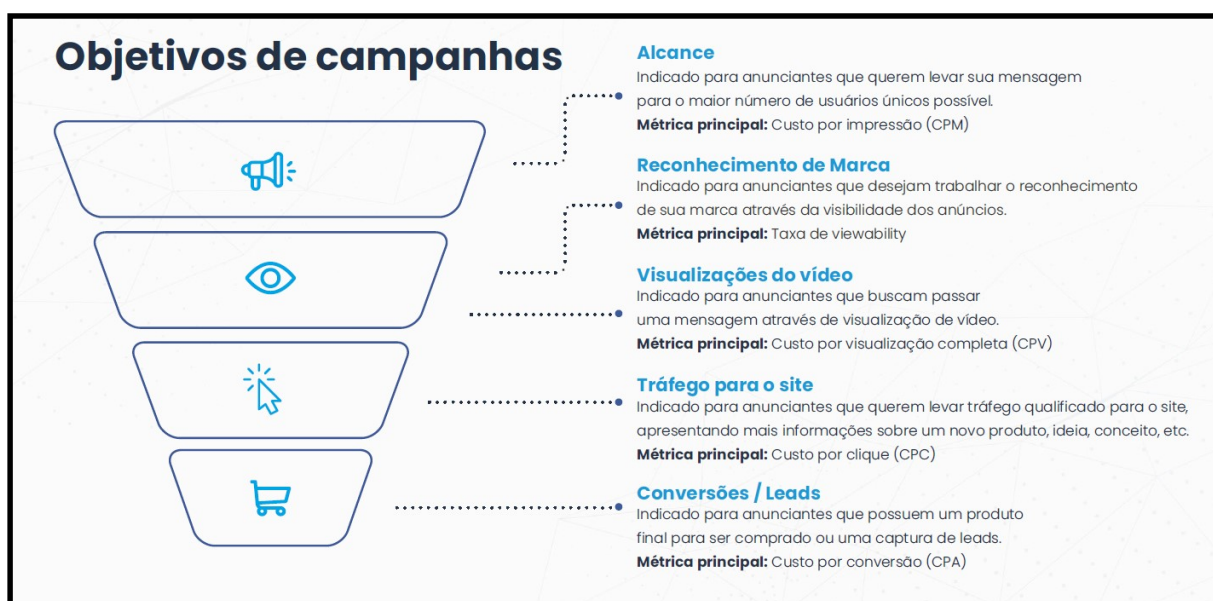 Objetivos de campanhas
Alcance
Indicado para anunciantes que querem levar sua mensagem
para o maior número de usuários únicos possível.
Métrica principal: Custo por impressão (CPM)
Reconhecimento de Marca
Indicado para anunciantes que desejam trabalhar o reconhecimento
de sua marca através da visibilidade dos anúncios.
Métrica principal: Taxa de viewability
Visualizações do vídeo
Indicado para anunciantes que buscam passar
uma mensagem através de visualização de vídeo.
Métrica principal: Custo por visualização completa (CPV)
Tráfego para o site
Indicado para anunciantes que querem levar tráfego qualificado para o site,
apresentando mais informações sobre um novo produto, ideia, conceito, etc.
Métrica principal: Custo por clique (CPC)
Conversões / Leads
Indicado para anunciantes que possuem um produto
final para ser comprado ou uma captura de leads.
Métrica principal: Custo por conversão (CPA)